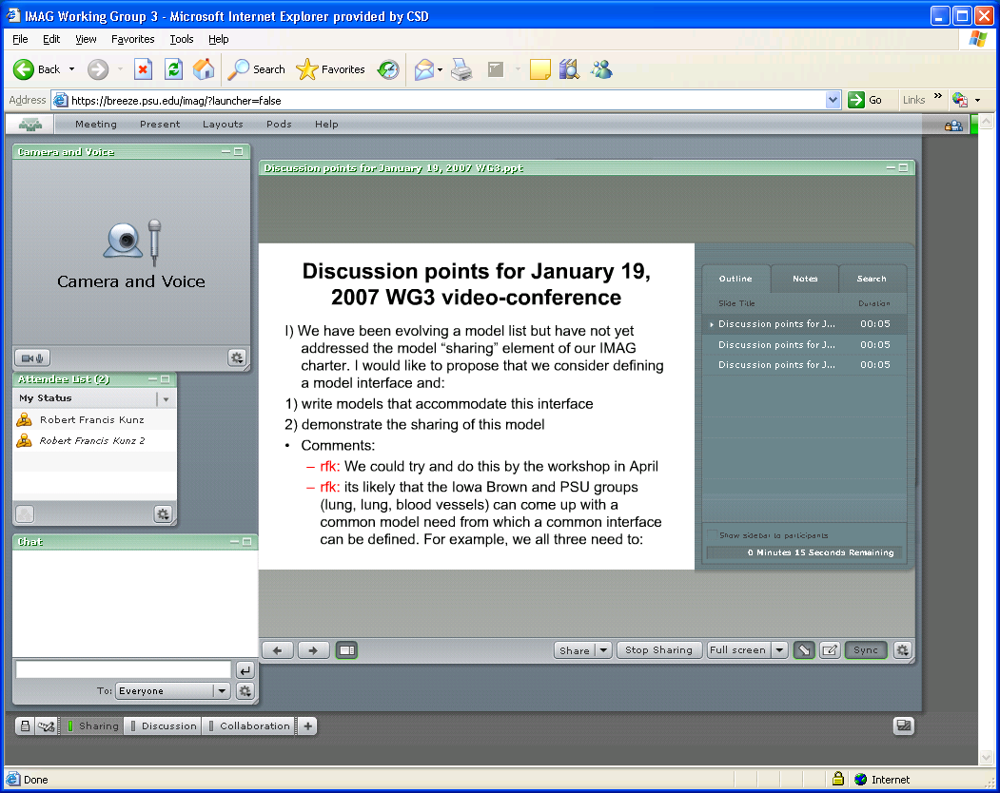 IMAG Working Group 3 - Microsoft Internet Explorer provided by CSD
File Edit View Favorites Tools Help
Back Search Favorites
Address https://breeze.psu.edu/imag/?launcher=false Go Links »
Meeting Present Layouts Pods Help
Camera and Voice
Camera and Voice
Attendee List (2)
My Status
Robert Francis Kunz
Robert Francis Kunz 2
Chat
To: Everyone
Discussion points for January 19, 2007 WG3.ppt
Discussion points for January 19,
2007 WG3 video-conference
I) We have been evolving a model list but have not yet
addressed the model “sharing” element of our IMAG
charter. I would like to propose that we consider defining
a model interface and:
1) write models that accommodate this interface
2) demonstrate the sharing of this model
• Comments:
– rfk: We could try and do this by the workshop in April
– rfk: its likely that the Iowa Brown and PSU groups
(lung, lung, blood vessels) can come up with a
common model need from which a common interface
can be defined. For example, we all three need to:
Outline Notes Search
Slide Title Duration
Discussion points for J... 00:05
Discussion points for J... 00:05
Discussion points for J... 00:05
Show sidebar to participants
0 Minutes 15 Seconds Remaining
Share Stop Sharing Full screen Sync
Sharing Discussion Collaboration +
Done Internet